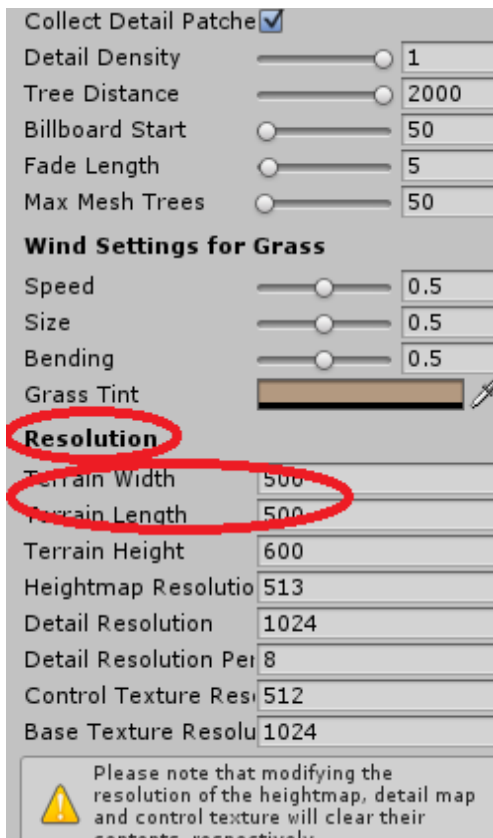 Collect Detail Patche
Detail Density 1
Tree Distance 2000
Billboard Start 50
Fade Length 5
Max Mesh Trees 50
Wind Settings for Grass
Speed 0.5
Size 0.5
Bending 0.5
Grass Tint
Resolution
Terrain Width 500
Terrain Length 500
Terrain Height 600
Heightmap Resolutio 513
Detail Resolution 1024
Detail Resolution Per 8
Control Texture Res 512
Base Texture Resolu 1024
Please note that modifying the
resolution of the heightmap, detail map
and control texture will clear their
contents, respectively.